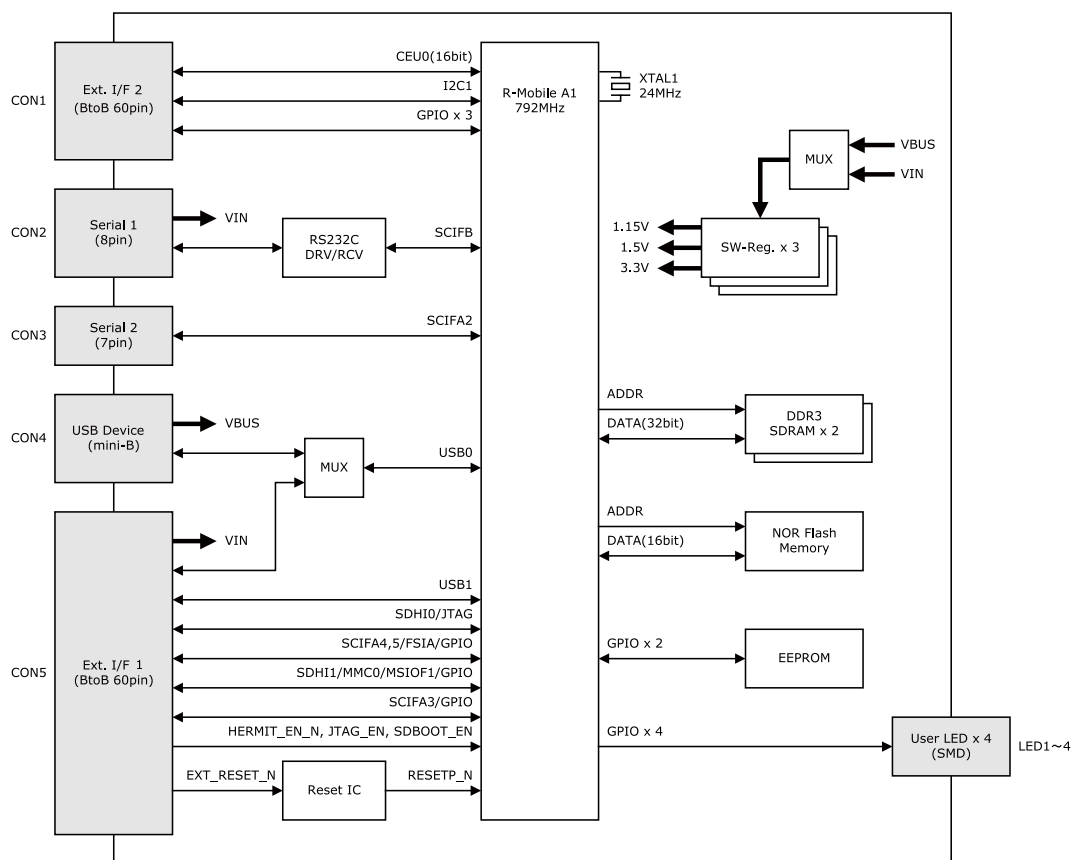 CON1
Ext. I/F 2
(BtoB 60pin)
CEU0(16bit)
I2C1
GPIO x 3
R-Mobile A1
792MHz
XTAL1
24MHz
MUX
VBUS
VIN
CON2
Serial 1
(8pin)
VIN
RS232C
DRV/RCV
SCIFB
1.15V
1.5V
3.3V
SW-Reg. x 3
CON3
Serial 2
(7pin)
SCIFA2
CON4
USB Device
(mini-B)
VBUS
MUX
USB0
ADDR
DATA(32bit)
DDR3
SDRAM x 2
CON5
Ext. I/F 1
(BtoB 60pin)
VIN
USB1
SDHI0/JTAG
SCIFA4,5/FSIA/GPIO
SDHI1/MMC0/MSIOF1/GPIO
SCIFA3/GPIO
HERMIT_EN_N, JTAG_EN, SDBOOT_EN
EXT_RESET_N
Reset IC
RESETP_N
ADDR
DATA(16bit)
NOR Flash
Memory
GPIO x 2
EEPROM
GPIO x 4
User LED x 4
(SMD)
LED1～4